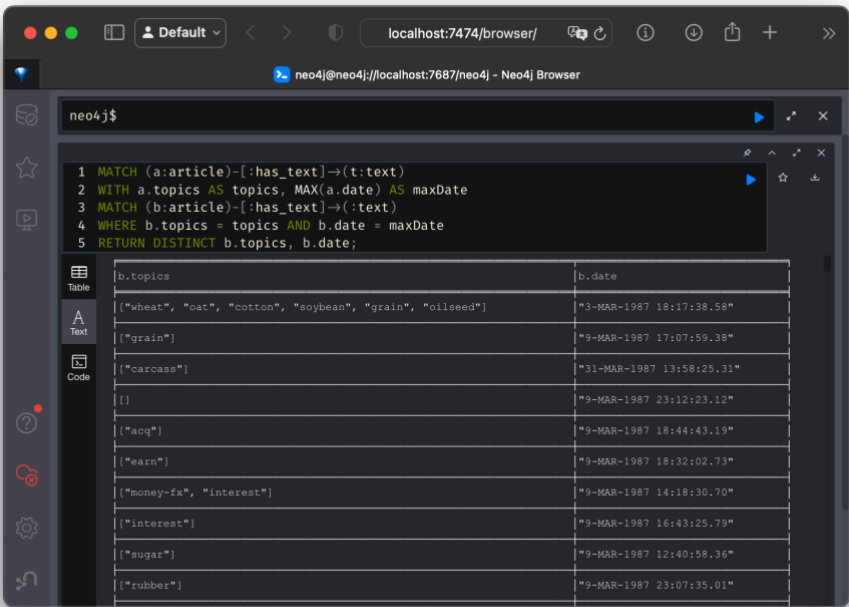 Default
localhost:7474/browser/
neo4j@neo4j://localhost:7687/neo4j - Neo4j Browser
neo4j$
1 MATCH (a:article)-[:has_text]→(t:text)
2 WITH a.topics AS topics, MAX(a.date) AS maxDate
3 MATCH (b:article)-[:has_text]→(:text)
4 WHERE b.topics = topics AND b.date = maxDate
5 RETURN DISTINCT b.topics, b.date;
Table
Text
Code
b.topics b.date
["wheat", "oat", "cotton", "soybean", "grain", "oilseed"] "3-MAR-1987 18:17:38.58"
["grain"] "9-MAR-1987 17:07:59.38"
["carcass"] "31-MAR-1987 13:58:25.31"
[] "9-MAR-1987 23:12:23.12"
["acq"] "9-MAR-1987 18:44:43.19"
["earn"] "9-MAR-1987 18:32:02.73"
["money-fx", "interest"] "9-MAR-1987 14:18:30.70"
["interest"] "9-MAR-1987 16:43:25.79"
["sugar"] "9-MAR-1987 12:40:58.36"
["rubber"] "9-MAR-1987 23:07:35.01"